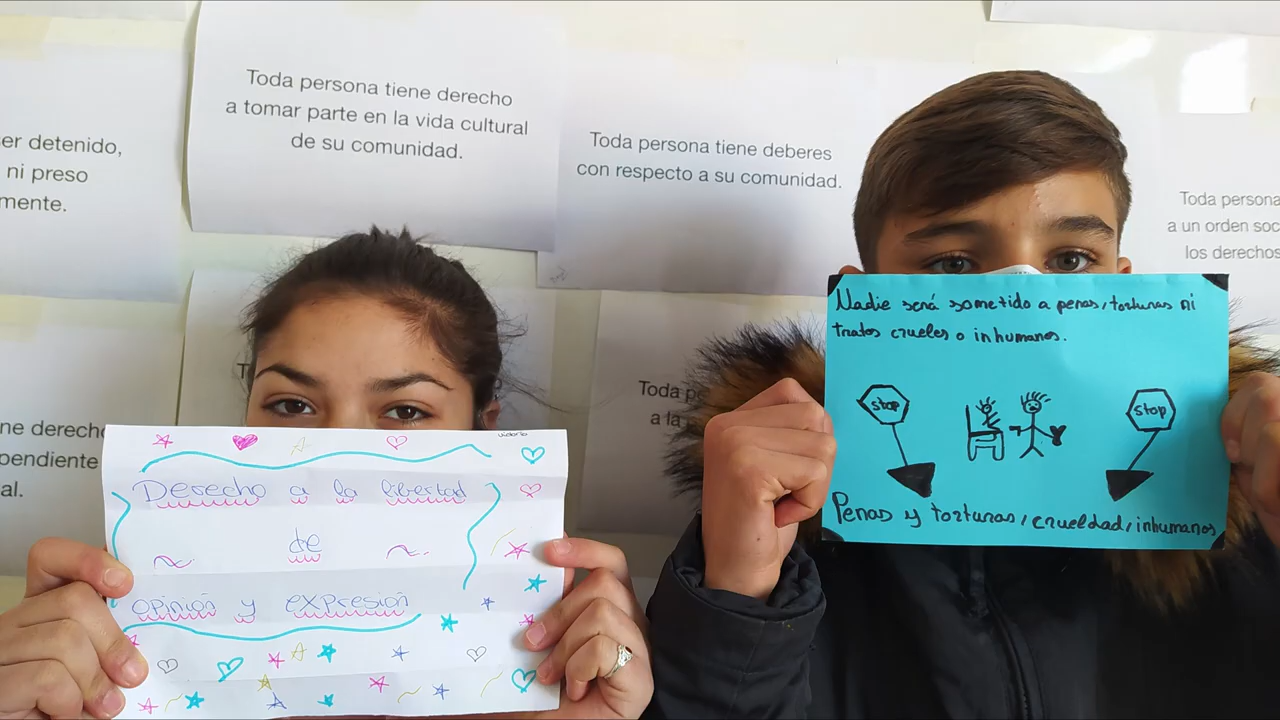 er detenido,
ni preso
mente.
Toda persona tiene derecho
a tomar parte en la vida cultural
de su comunidad.
Toda persona tiene deberes
con respecto a su comunidad.
Toda persona
a un orden soc
los derechos
ne derecho
pendiente
al.
Toda
a la
victoria
Derecho a la libertad
de
opinión y expresión
Nadie será sometido a penas, torturas ni
tratos crueles o inhumanos.
stop
stop
Penas y torturas, crueldad, inhumanos